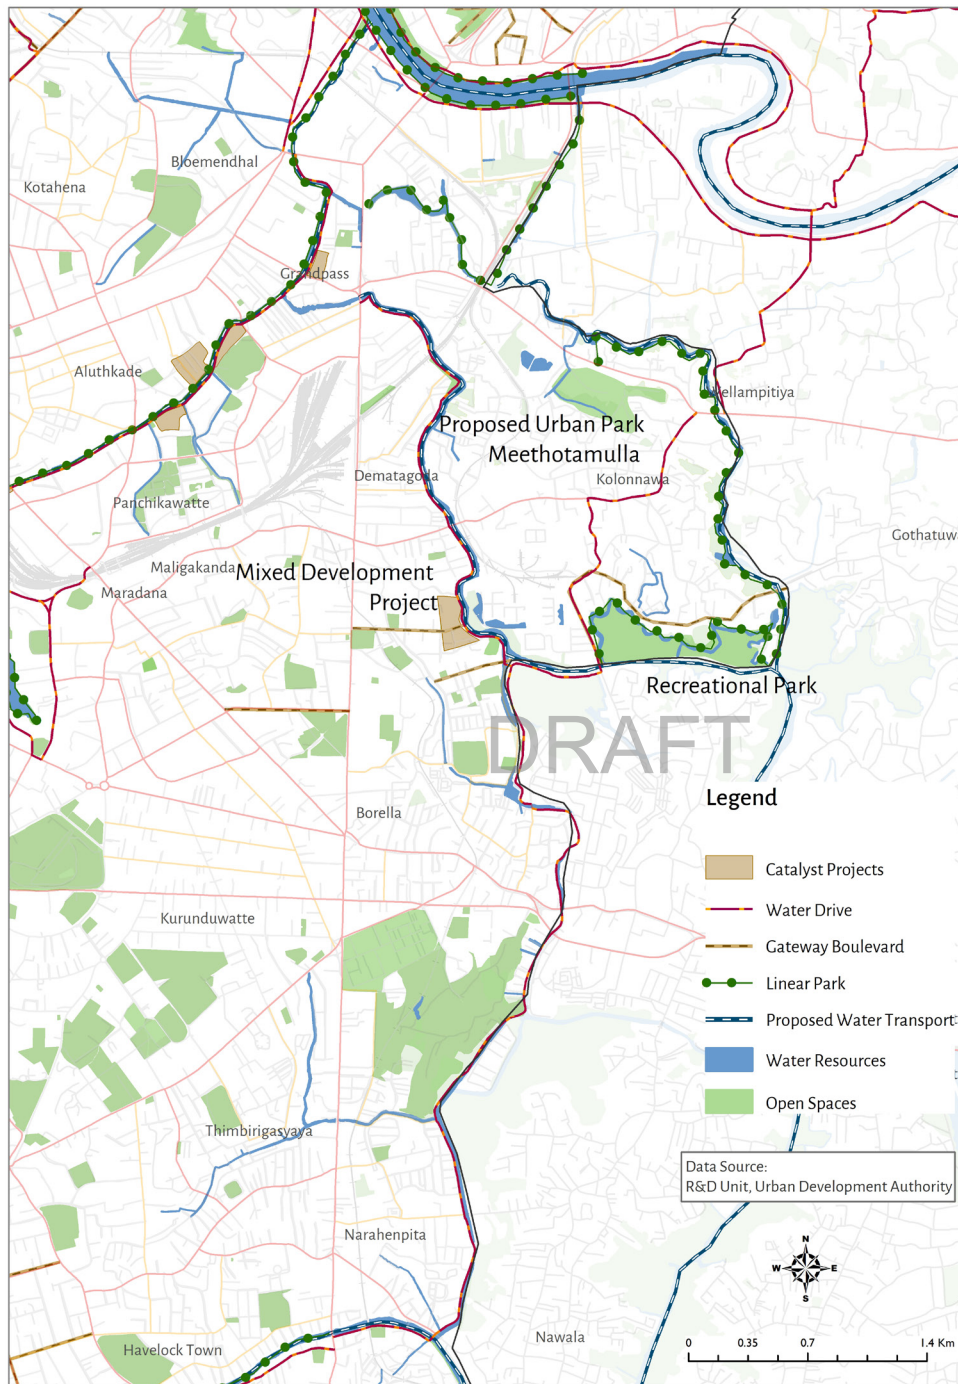 Bloemendhal
Kotahena
Grandpass
Aluthkade
Wellampitiya
Proposed Urban Park
Meethotamulla
Dematagoda
Kolonnawa
Panchikawatte
Gothatuw
Maligakanda
Mixed Development
Project
Maradana
Recreational Park
DRAFT
Legend
Borella
Catalyst Projects
Water Drive
Kurunduwatte
Gateway Boulevard
Linear Park
Proposed Water Transport
Water Resources
Open Spaces
Thimbirigasyaya
Data Source:
R&D Unit, Urban Development Authority
Narahenpita
N
W E
S
Nawala
Havelock Town
0 0.35 0.7 1.4 Km